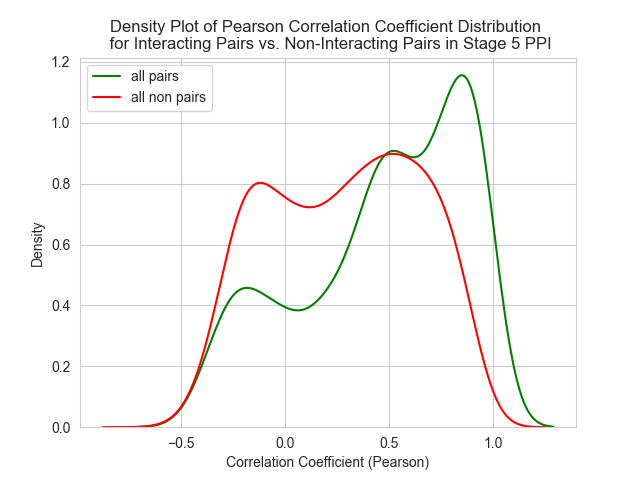 Density Plot of Pearson Correlation Coefficient Distribution
for Interacting Pairs vs. Non-Interacting Pairs in Stage 5 PPI
all pairs
all non pairs
Density
1.2
1.0
0.8
0.6
0.4
0.2
0.0
−0.5
0.0
0.5
1.0
Correlation Coefficient (Pearson)